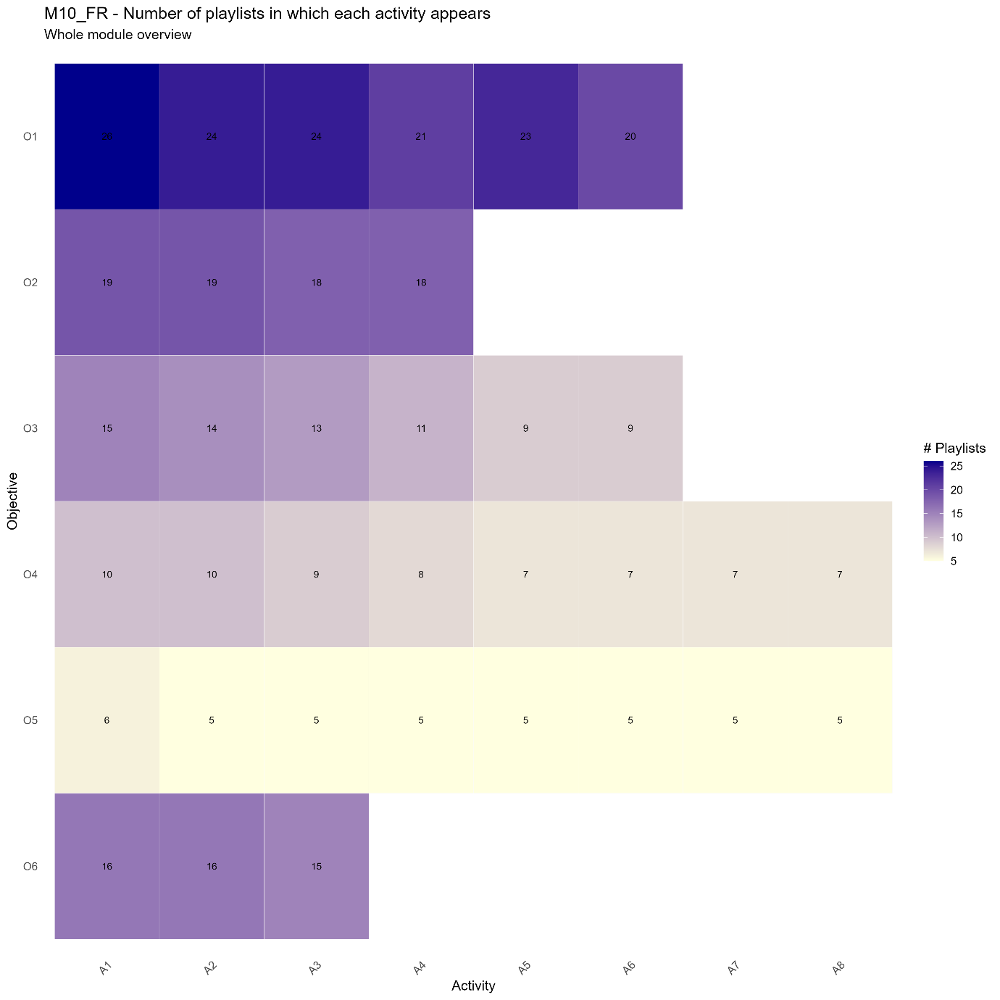 M10_FR - Number of playlists in which each activity appears
Whole module overview
O1 26 24 24 21 23 20
O2 19 19 18 18
O3 15 14 13 11 9 9
# Playlists
25
20
15
10
5
Objective
O4 10 10 9 8 7 7 7 7
O5 6 5 5 5 5 5 5 5
O6 16 16 15
A1 A2 A3 A4 A5 A6 A7 A8
Activity